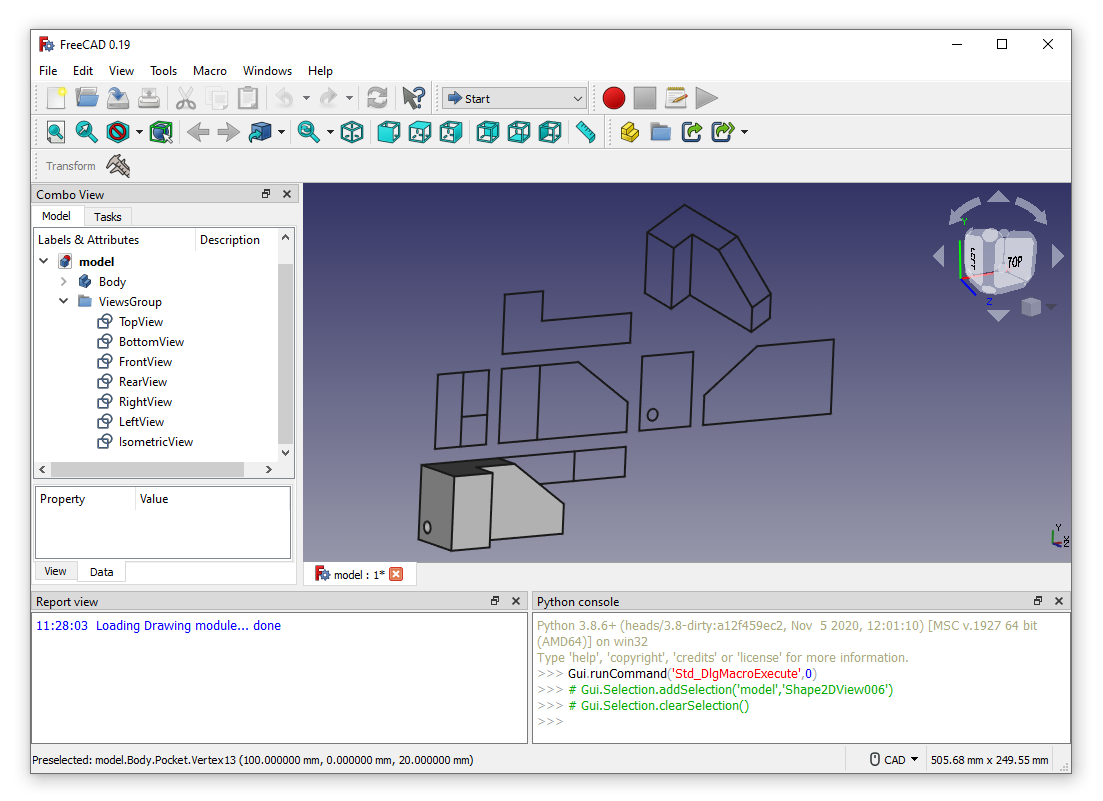 FreeCAD 0.19
File Edit View Tools Macro Windows Help
Start
Transform
Combo View
Model Tasks
Labels & Attributes Description
model
Body
ViewsGroup
TopView
BottomView
FrontView
RearView
RightView
LeftView
IsometricView
Property Value
View Data
Y
LEFT
TOP
Z
Y
X
Z
model : 1*
Report view
11:28:03 Loading Drawing module... done
Python console
Python 3.8.6+ (heads/3.8-dirty:a12f459ec2, Nov 5 2020, 12:01:10) [MSC v.1927 64 bit
(AMD64)] on win32
Type 'help', 'copyright', 'credits' or 'license' for more information.
>>> Gui.runCommand('Std_DlgMacroExecute',0)
>>> # Gui.Selection.addSelection('model','Shape2DView006')
>>> # Gui.Selection.clearSelection()
>>>
Preselected: model.Body.Pocket.Vertex13 (100.000000 mm, 0.000000 mm, 20.000000 mm)
CAD
505.68 mm x 249.55 mm